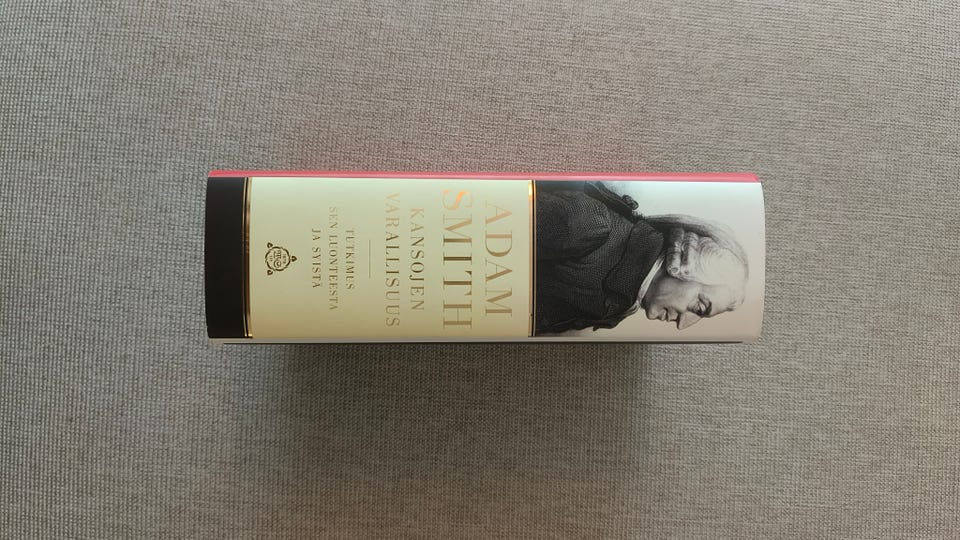 ADAM
SMITH
KANSOJEN
VARALLISUUS
TUTKIMUS
SEN LUONTEESTA
JA SYISTÄ